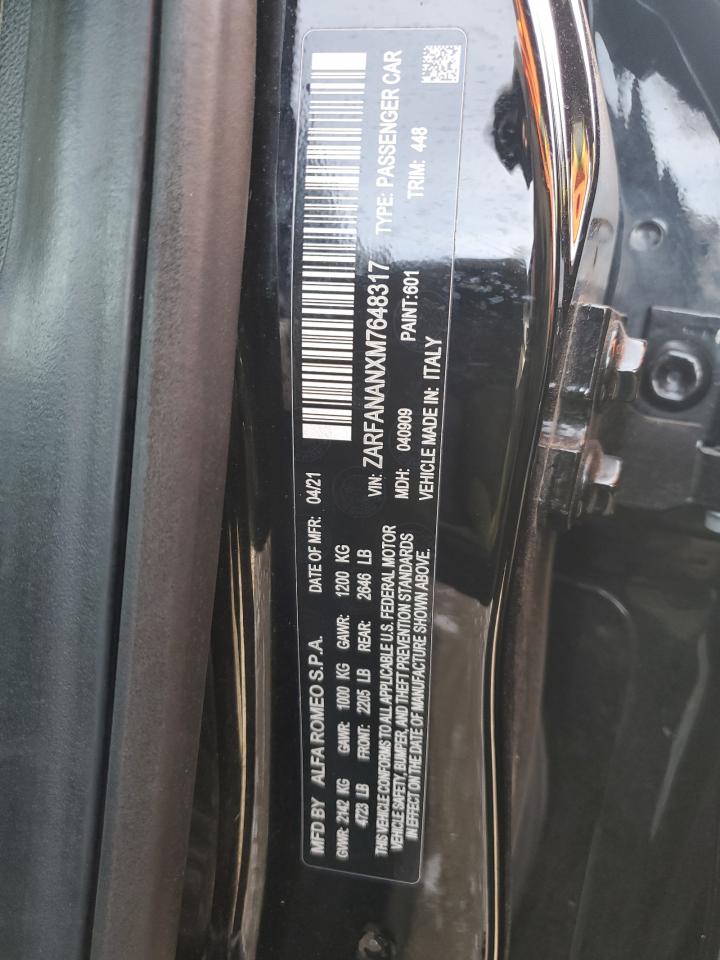 MFD BY ALFA ROMEO S.P.A. DATE OF MFR: 04/21
GVWR: 2142 KG GAWR: 1000 KG GAWR: 1200 KG
4723 LB FRONT: 2205 LB REAR: 2646 LB
THIS VEHICLE CONFORMS TO ALL APPLICABLE U.S. FEDERAL MOTOR
VEHICLE SAFETY, BUMPER, AND THEFT PREVENTION STANDARDS
IN EFFECT ON THE DATE OF MANUFACTURE SHOWN ABOVE.
VIN: ZARFANANXM7648317 TYPE: PASSENGER CAR
MDH: 040909 PAINT:601 TRIM: 448
VEHICLE MADE IN: ITALY